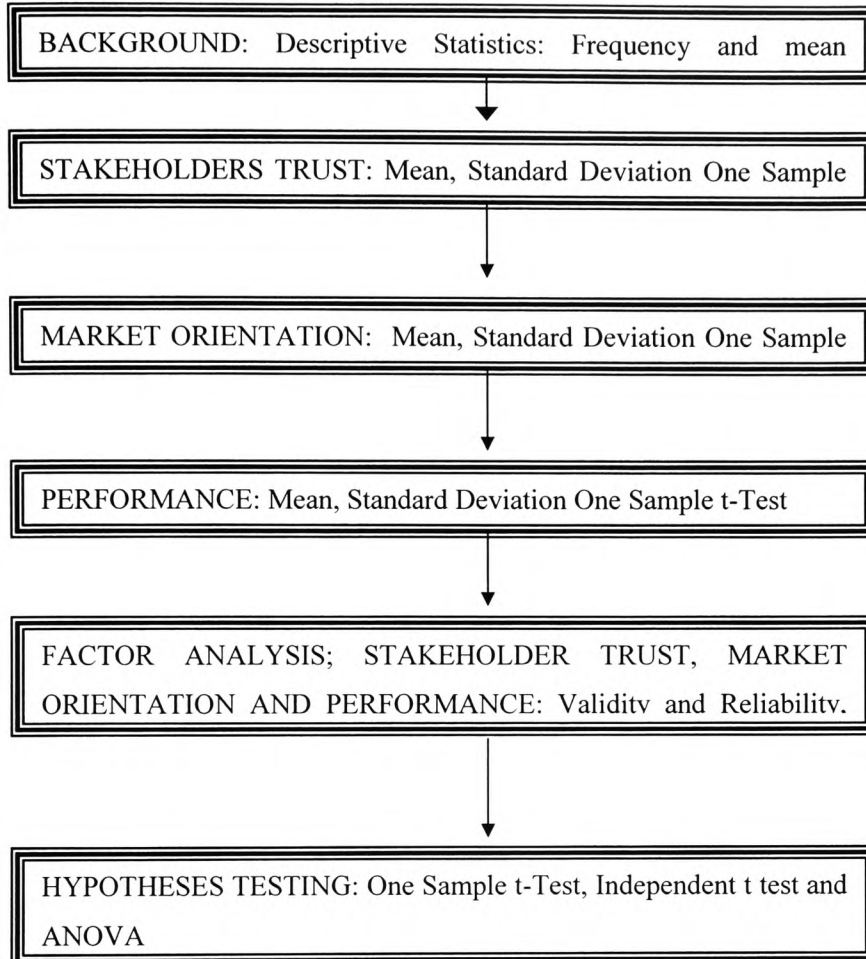 BACKGROUND: Descriptive Statistics: Frequency and mean
STAKEHOLDERS TRUST: Mean, Standard Deviation One Sample
MARKET ORIENTATION: Mean, Standard Deviation One Sample
PERFORMANCE: Mean, Standard Deviation One Sample t-Test
FACTOR ANALYSIS; STAKEHOLDER TRUST, MARKET
ORIENTATION AND PERFORMANCE: Validity and Reliability.
HYPOTHESES TESTING: One Sample t-Test, Independent t test and
ANOVA